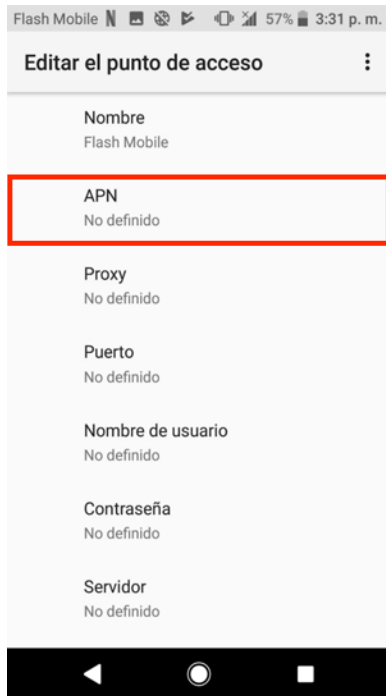 Flash Mobile N 57% 3:31 p. m.
Editar el punto de acceso
Nombre
Flash Mobile
APN
No definido
Proxy
No definido
Puerto
No definido
Nombre de usuario
No definido
Contraseña
No definido
Servidor
No definido